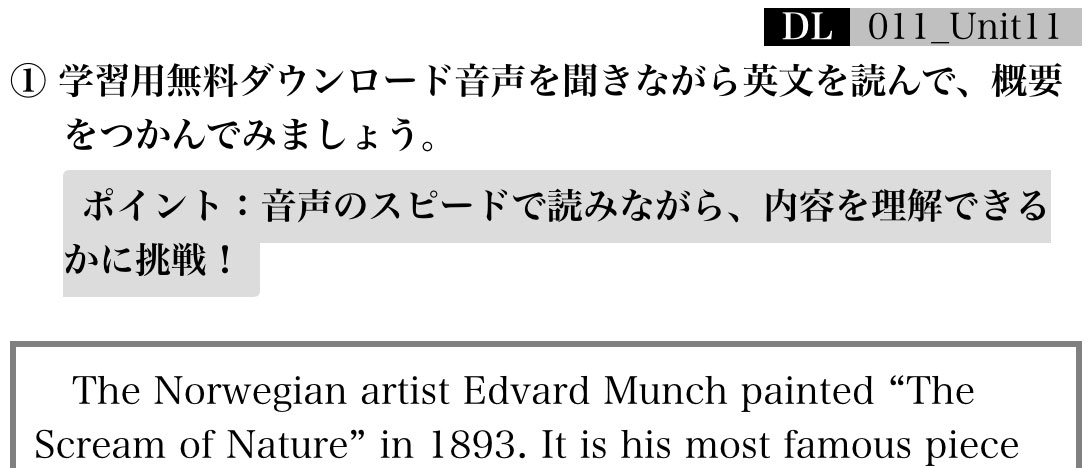 DL 011_Unit11
① 学習用無料ダウンロード音声を聞きながら英文を読んで、概要
をつかんでみましょう。
ポイント：音声のスピードで読みながら、内容を理解できる
かに挑戦！
The Norwegian artist Edvard Munch painted “The
Scream of Nature” in 1893. It is his most famous piece